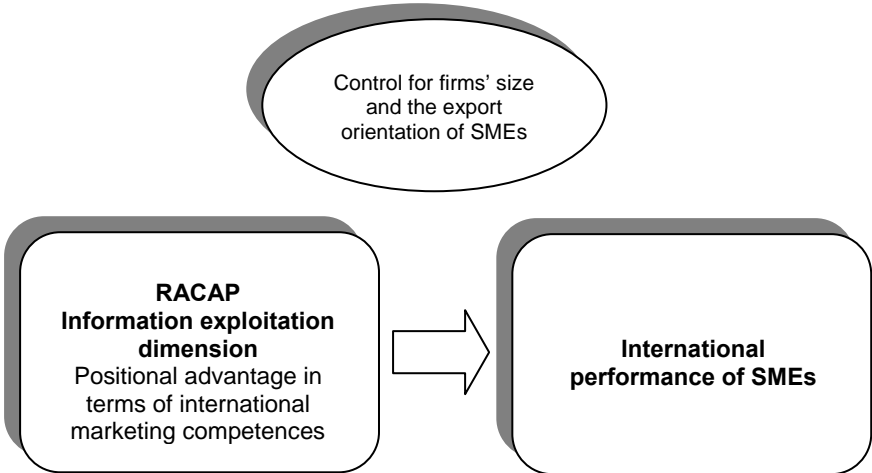 Control for firms’ size
and the export
orientation of SMEs
RACAP
Information exploitation
dimension
Positional advantage in
terms of international
marketing competences
International
performance of SMEs